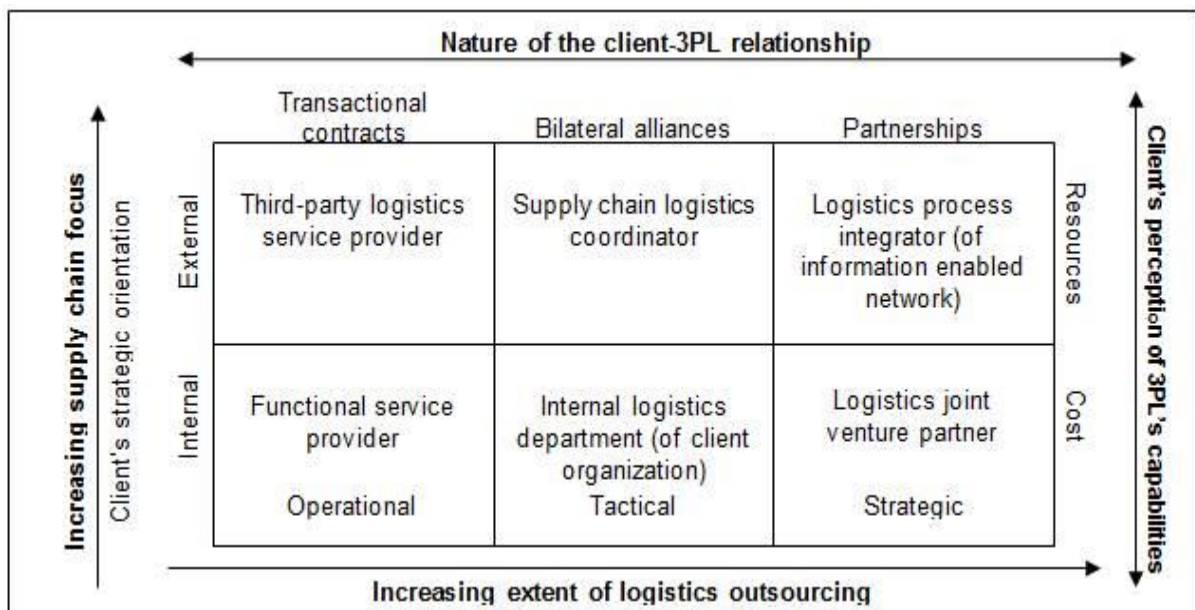 Nature of the client-3PL relationship
Transactional
contracts
Bilateral alliances
Partnerships
Increasing supply chain focus
Client's strategic orientation
External
Third-party logistics
service provider
Supply chain logistics
coordinator
Logistics process
integrator (of
information enabled
network)
Resources
Client's perception of 3PL's capabilities
Internal
Functional service
provider
Internal logistics
department (of client
organization)
Logistics joint
venture partner
Cost
Operational
Tactical
Strategic
Increasing extent of logistics outsourcing